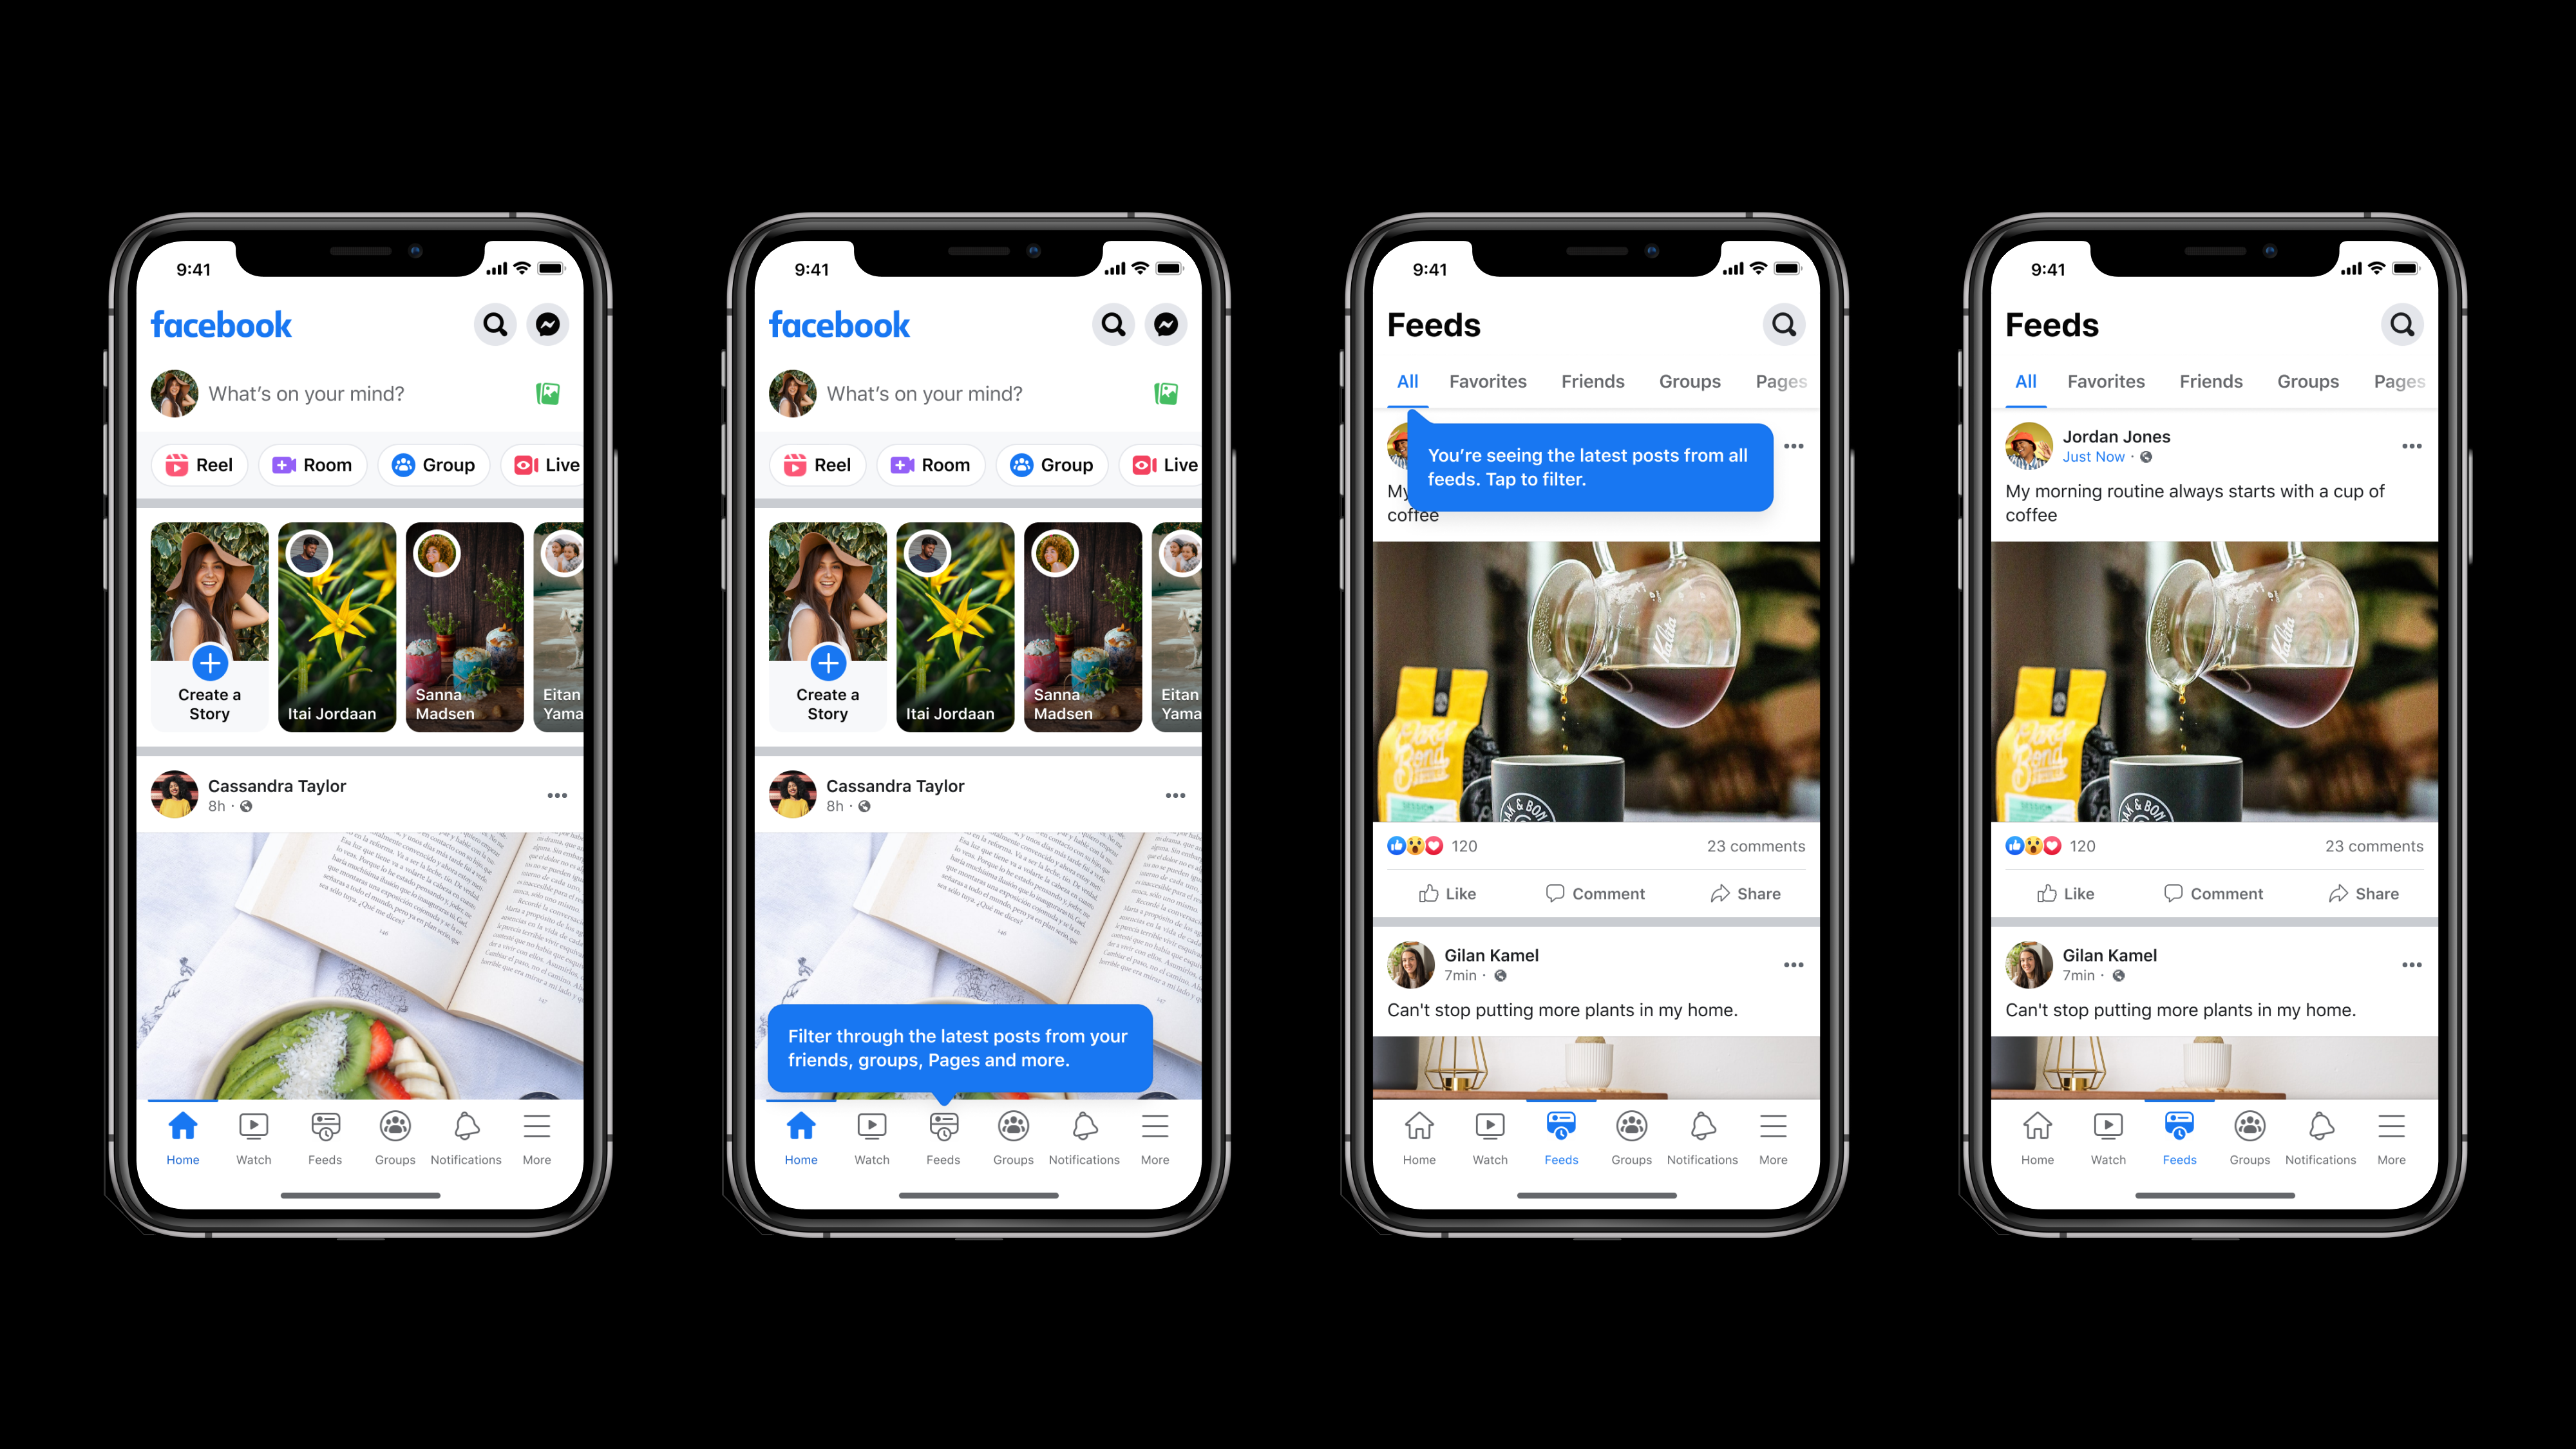 9:41
facebook
What's on your mind?
Reel
Room
Group
Live
Create a
Story
Itai Jordaan
Sanna
Madsen
Eitan
Yama
Cassandra Taylor
8h ·
Home
Watch
Feeds
Groups
Notifications
More
9:41
facebook
What's on your mind?
Reel
Room
Group
Live
Create a
Story
Itai Jordaan
Sanna
Madsen
Eitan
Yama
Cassandra Taylor
8h ·
Filter through the latest posts from your
friends, groups, Pages and more.
Home
Watch
Feeds
Groups
Notifications
More
9:41
Feeds
All
Favorites
Friends
Groups
Pages
You're seeing the latest posts from all
feeds. Tap to filter.
My
coffee
Kalita
Bond
SESSION
120
23 comments
Like
Comment
Share
Gilan Kamel
7min ·
Can't stop putting more plants in my home.
Home
Watch
Feeds
Groups
Notifications
More
9:41
Feeds
All
Favorites
Friends
Groups
Pages
Jordan Jones
Just Now ·
My morning routine always starts with a cup of
coffee
Kalita
Bond
SESSION
120
23 comments
Like
Comment
Share
Gilan Kamel
7min ·
Can't stop putting more plants in my home.
Home
Watch
Feeds
Groups
Notifications
More